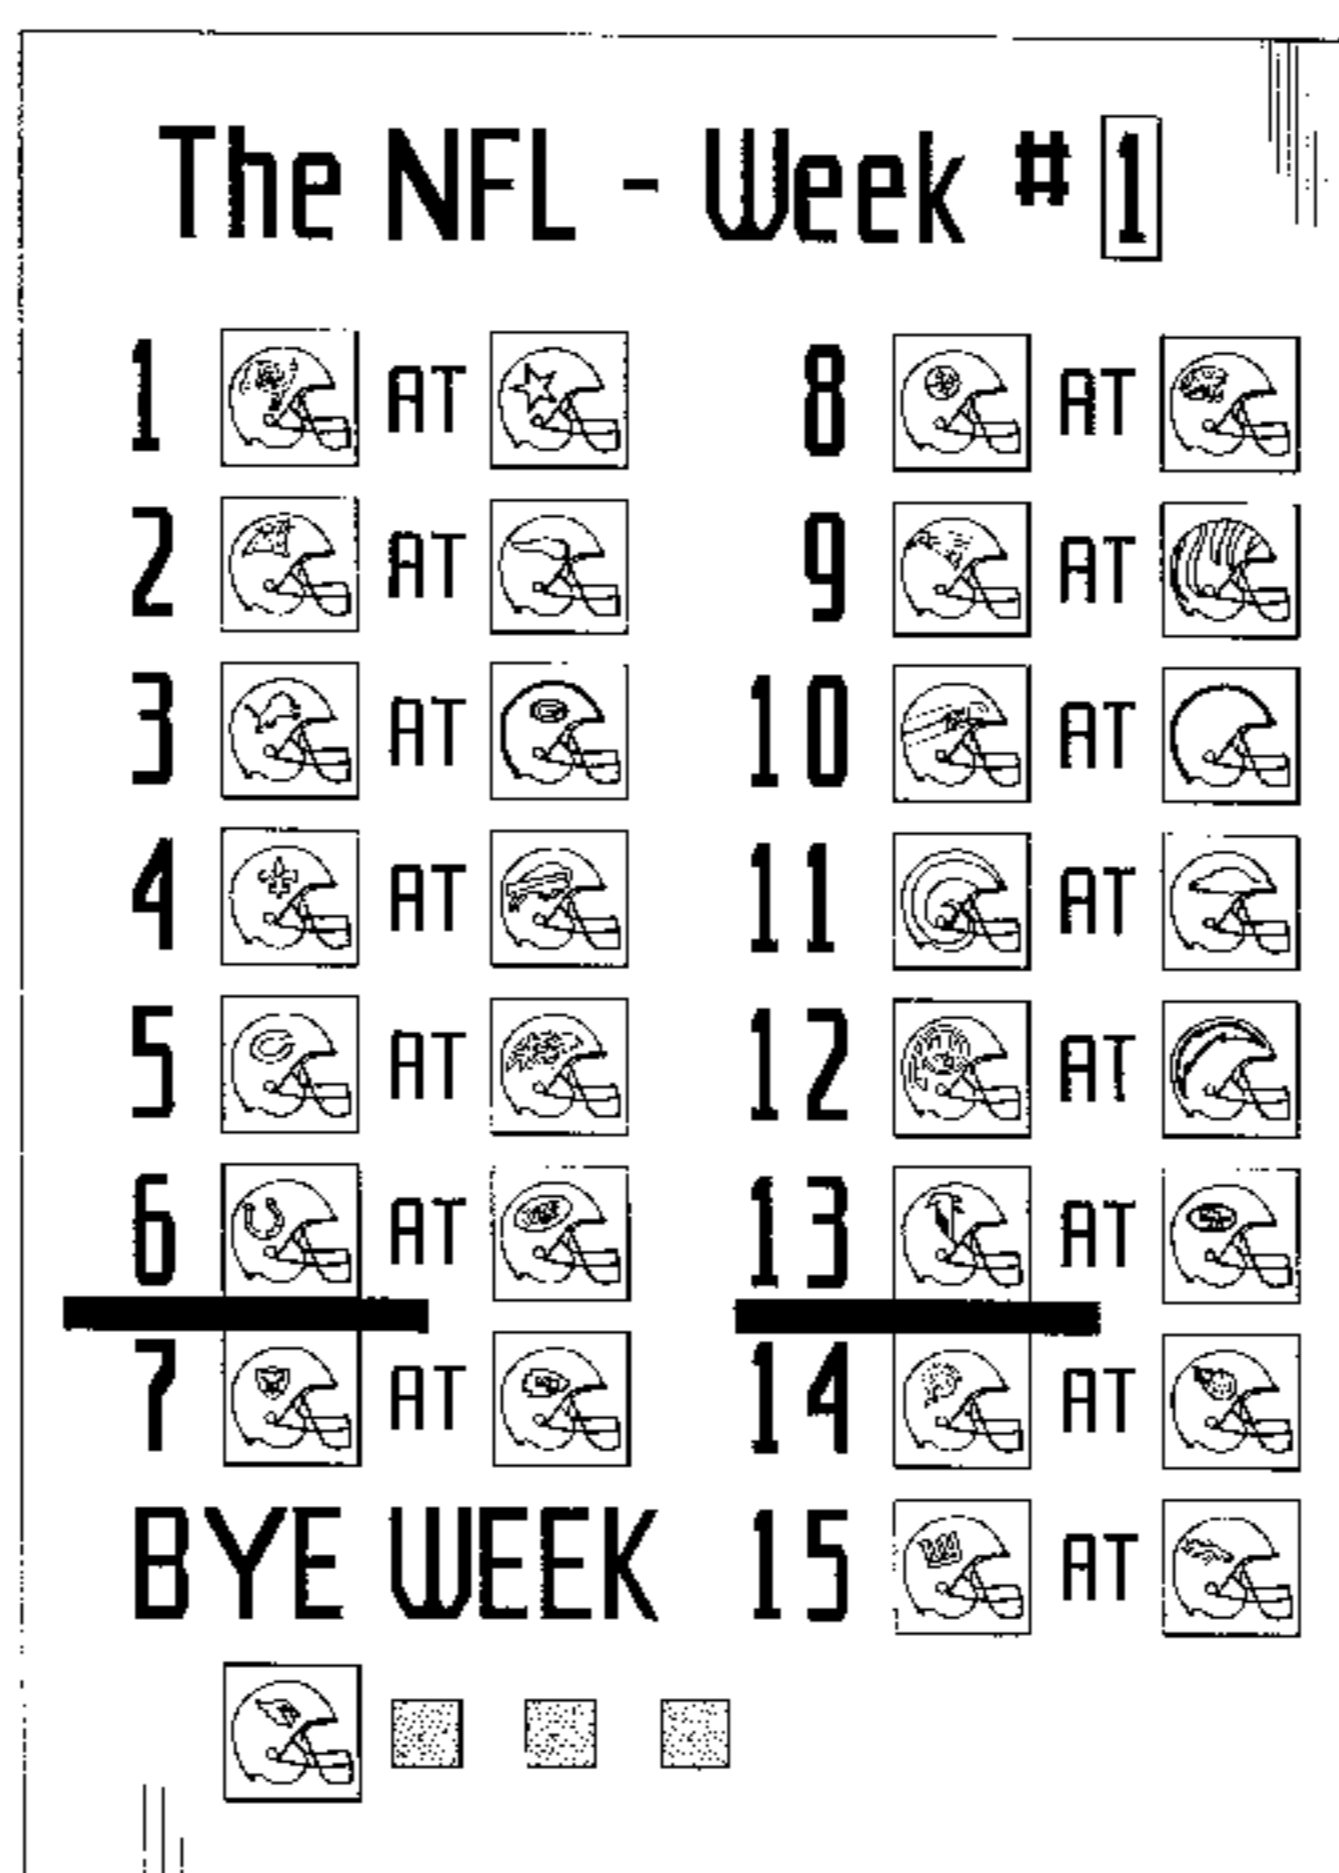 The NFL - Week # 1
1 AT
2 AT
3 AT
4 AT
5 AT
6 AT
7 AT
8 AT
9 AT
10 AT
11 AT
12 AT
13 AT
14 AT
15 AT
BYE WEEK